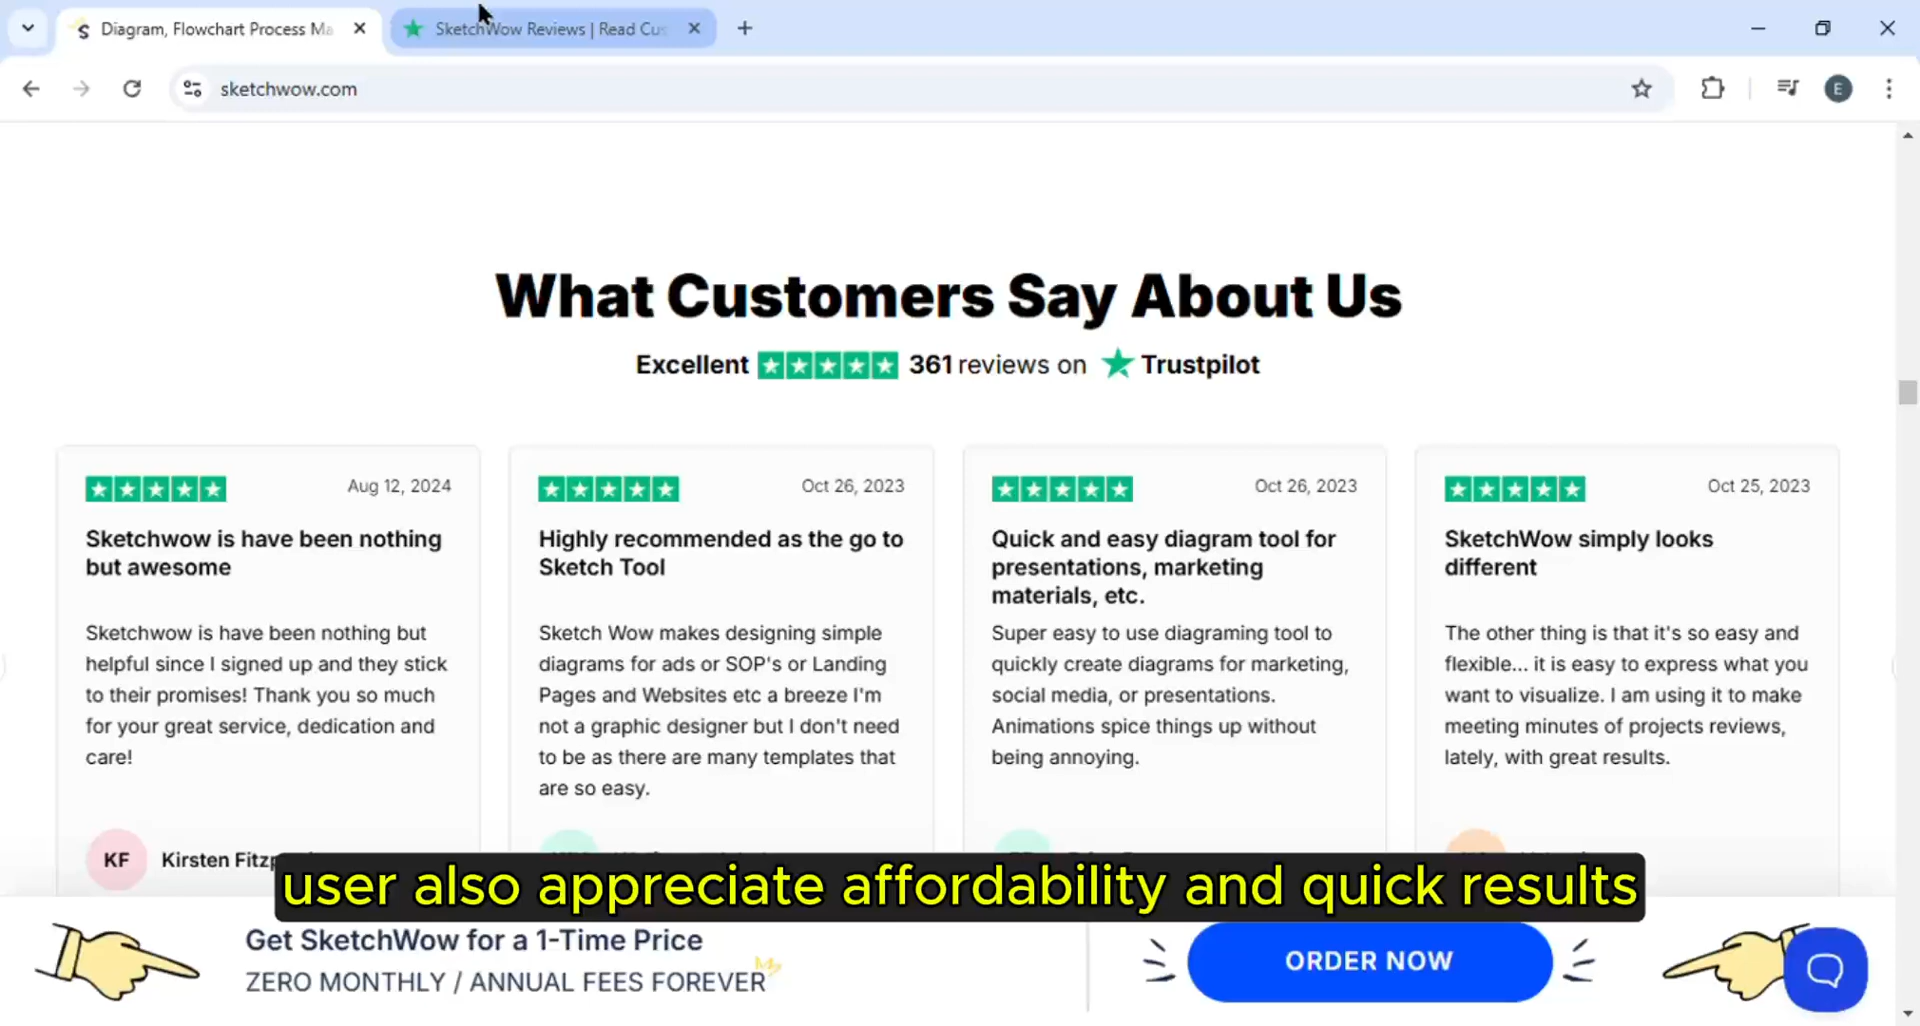 Diagram, Flowchart Process Ma
SketchWow Reviews | Read Cus
sketchwow.com
E
What Customers Say About Us
Excellent 361 reviews on Trustpilot
Aug 12, 2024
Sketchwow is have been nothing
but awesome
Sketchwow is have been nothing but
helpful since I signed up and they stick
to their promises! Thank you so much
for your great service, dedication and
care!
KF Kirsten
Oct 26, 2023
Highly recommended as the go to
Sketch Tool
Sketch Wow makes designing simple
diagrams for ads or SOP's or Landing
Pages and Websites etc a breeze I'm
not a graphic designer but I don't need
to be as there are many templates that
are so easy.
Oct 26, 2023
Quick and easy diagram tool for
presentations, marketing
materials, etc.
Super easy to use diagraming tool to
quickly create diagrams for marketing,
social media, or presentations.
Animations spice things up without
being annoying.
Oct 25, 2023
SketchWow simply looks
different
The other thing is that it's so easy and
flexible... it is easy to express what you
want to visualize. I am using it to make
meeting minutes of projects reviews,
lately, with great results.
user also appreciate affordability and quick results
Get SketchWow for a 1-Time Price
ZERO MONTHLY / ANNUAL FEES FOREVER
ORDER NOW